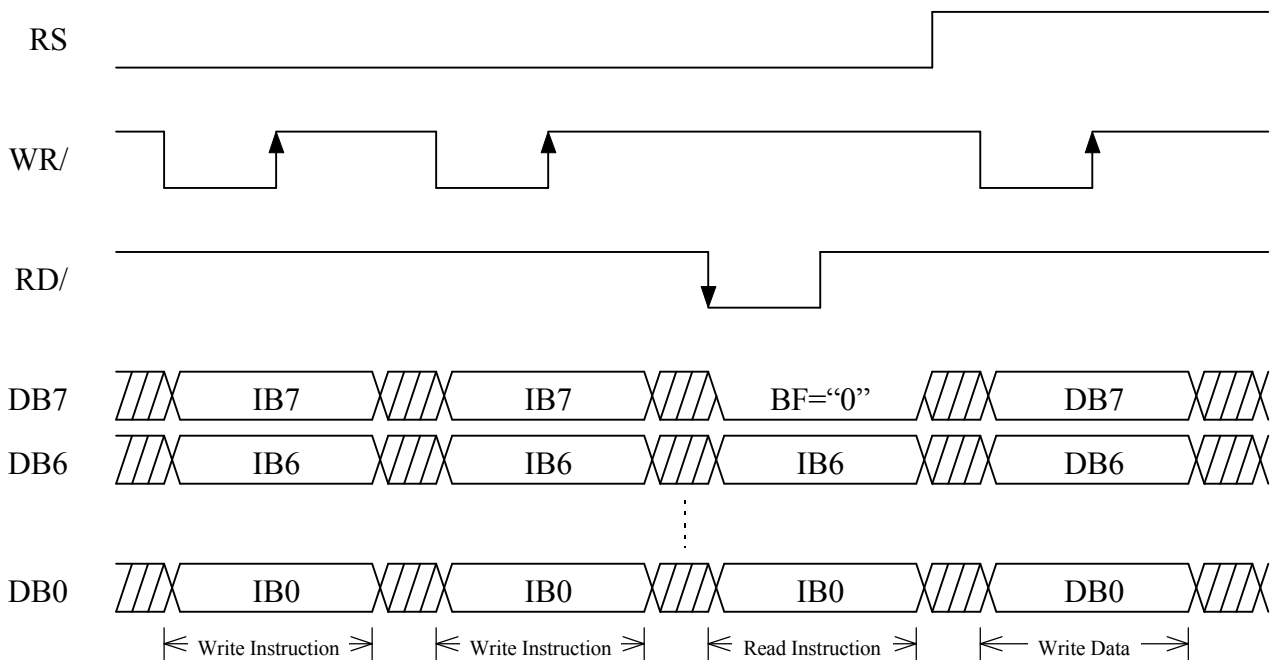 RS
WR/
RD/
DB7 IB7 IB7 BF=“0” DB7
DB6 IB6 IB6 IB6 DB6
DB0 IB0 IB0 IB0 DB0
Write Instruction Write Instruction Read Instruction Write Data